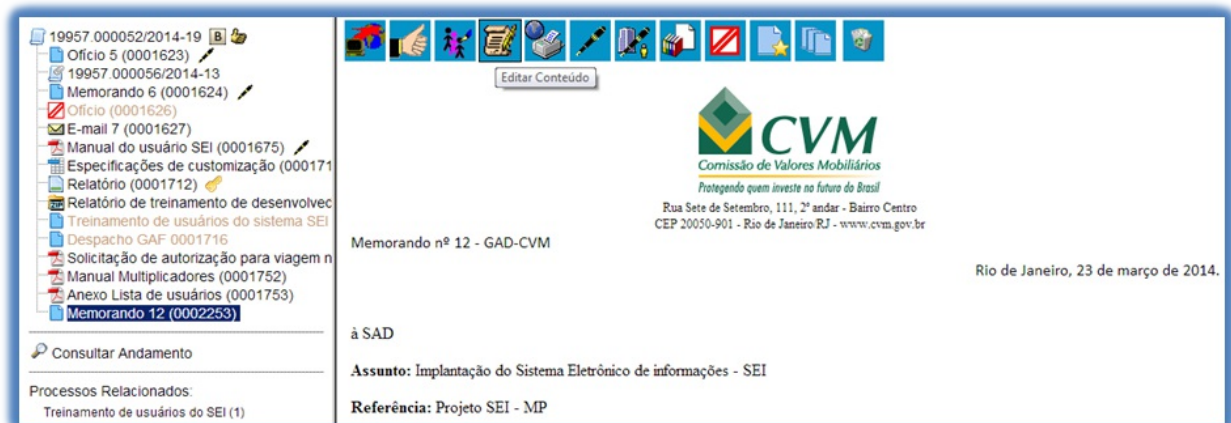 19957.000052/2014-19 B
Ofício 5 (0001623)
19957.000056/2014-13
Memorando 6 (0001624)
Ofício (0001626)
E-mail 7 (0001627)
Manual do usuário SEI (0001675)
Especificações de customização (000171
Relatório (0001712)
Relatório de treinamento de desenvolvec
Treinamento de usuários do sistema SEI
Despacho GAF 0001716
Solicitação de autorização para viagem n
Manual Multiplicadores (0001752)
Anexo Lista de usuários (0001753)
Memorando 12 (0002253)
Consultar Andamento
Processos Relacionados:
Treinamento de usuários do SEI (1)
Editar Conteúdo
CVM
Comissão de Valores Mobiliários
Protegendo quem investe no futuro do Brasil
Rua Sete de Setembro, 111, 2º andar - Bairro Centro
CEP 20050-901 - Rio de Janeiro/RJ - www.cvm.gov.br
Memorando nº 12 - GAD-CVM
Rio de Janeiro, 23 de março de 2014.
à SAD
Assunto: Implantação do Sistema Eletrônico de informações - SEI
Referência: Projeto SEI - MP